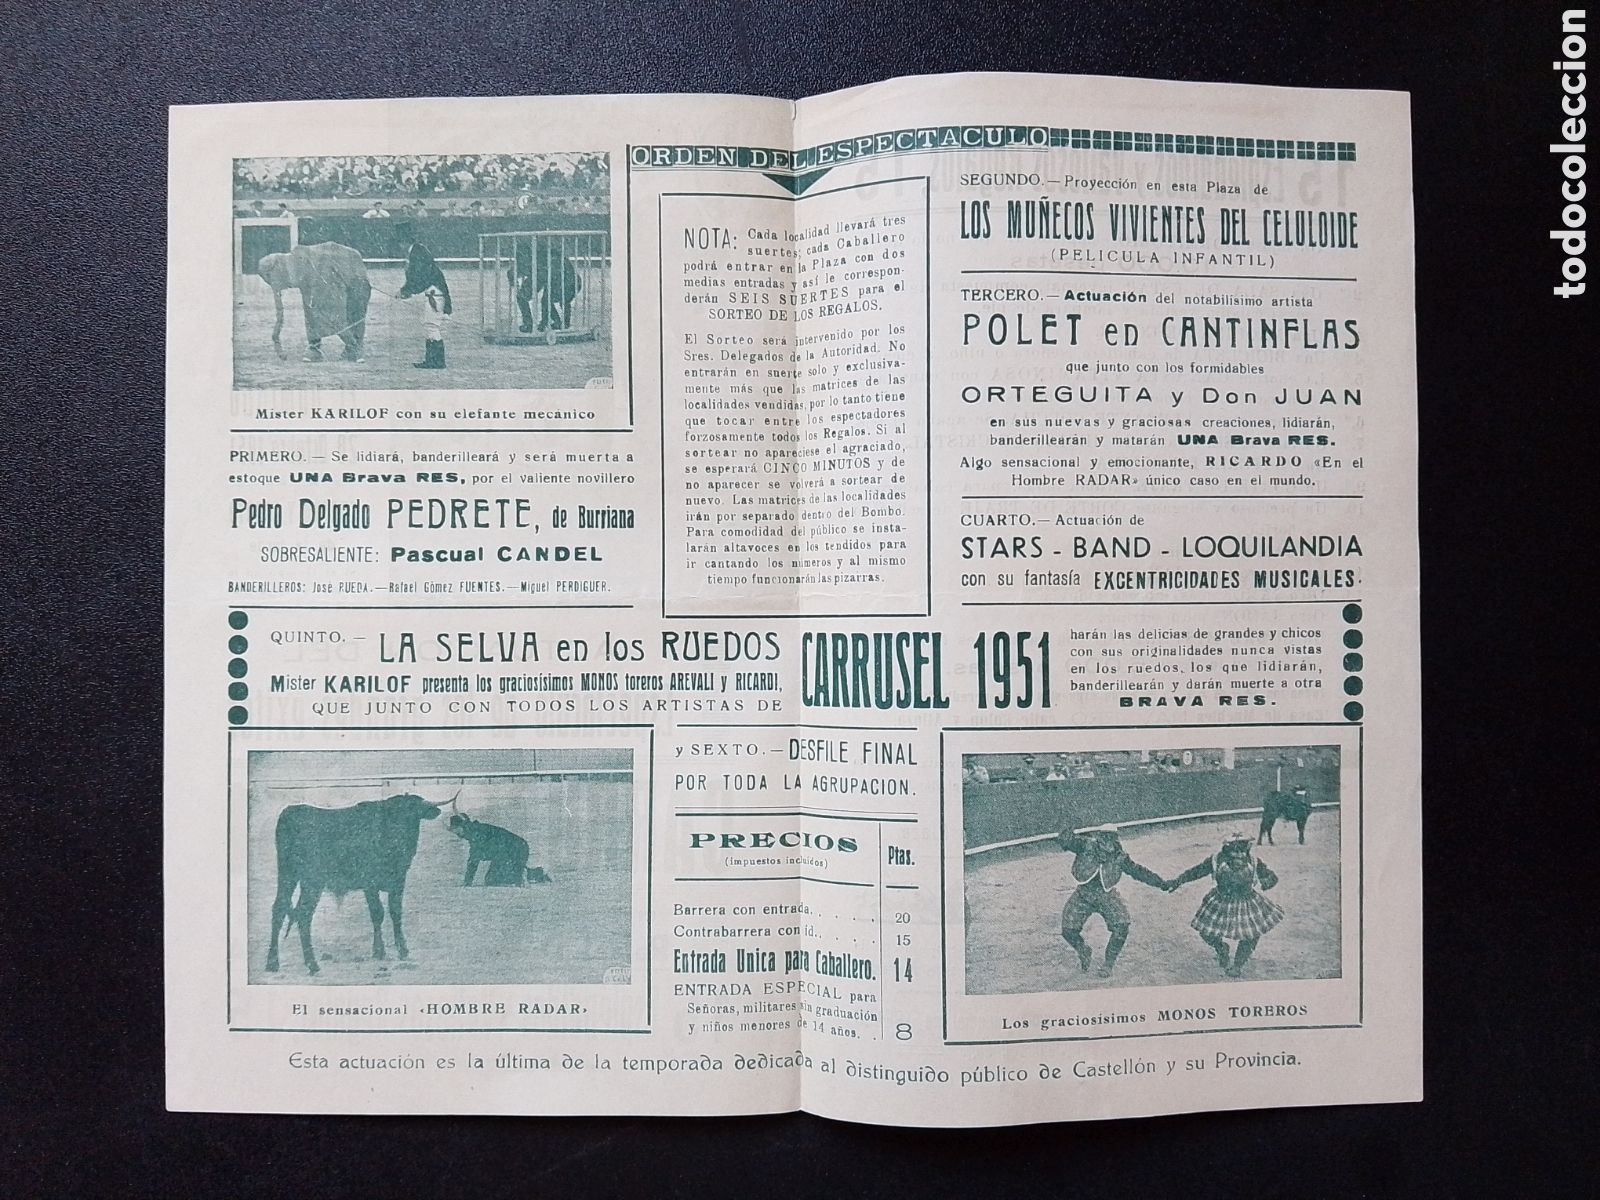 ORDEN DEL ESPECTACULO
Mister KARILOF con su elefante mecánico
PRIMERO.— Se lidiará, banderilleará y será muerta a
estoque UNA Brava RES, por el valiente novillero
Pedro Delgado PEDRETE, de Burriana
SOBRESALIENTE: Pascual CANDEL
BANDERILLEROS: José RUEDA.—Rafael Gómez FUENTES.—Miguel PERDIGUER.
NOTA: Cada localidad llevará tres
suertes; cada Caballero
podrá entrar en la Plaza con dos
medias entradas y así le correspon-
derán SEIS SUERTES para el
SORTEO DE LOS REGALOS.
El Sorteo será intervenido por los
Sres. Delegados de la Autoridad. No
entrarán en suerte solo y exclusiva-
mente más que las matrices de las
localidades vendidas, por lo tanto tiene
que tocar entre los espectadores
forzosamente todos los Regalos. Si al
sortear no apareciese el agraciado,
se esperará CINCO MINUTOS y de
no aparecer se volverá a sortear de
nuevo. Las matrices de las localidades
irán por separado dentro del Bombo.
Para comodidad del público se insta-
larán altavoces en los tendidos para
ir cantando los números y al mismo
tiempo funcionarán las pizarras.
SEGUNDO.— Proyección en esta Plaza de
LOS MUÑECOS VIVIENTES DEL CELULOIDE
(PELICULA INFANTIL)
TERCERO.— Actuación del notabilísimo artista
POLET en CANTINFLAS
que junto con los formidables
ORTEGUITA y Don JUAN
en sus nuevas y graciosas creaciones, lidiarán,
banderillearán y matarán UNA Brava RES.
Algo sensacional y emocionante, RICARDO «En el
Hombre RADAR» único caso en el mundo.
CUARTO.— Actuación de
STARS - BAND - LOQUILANDIA
con su fantasía EXCENTRICIDADES MUSICALES.
QUINTO.— LA SELVA en los RUEDOS
Mister KARILOF presenta los graciosísimos MONOS toreros AREVALI y RICARDI,
QUE JUNTO CON TODOS LOS ARTISTAS DE
CARRUSEL 1951
harán las delicias de grandes y chicos
con sus originalidades nunca vistas
en los ruedos, los que lidiarán,
banderillearán y darán muerte a otra
BRAVA RES.
El sensacional «HOMBRE RADAR»
y SEXTO.— DESFILE FINAL
POR TODA LA AGRUPACION.
PRECIOS Ptas.
(impuestos incluidos)
Barrera con entrada. . . . . 20
Contrabarrera con id. . . . . 15
Entrada Unica para Caballero. 14
ENTRADA ESPECIAL para
Señoras, militares sin graduación
y niños menores de 14 años. . 8
Los graciosísimos MONOS TOREROS
Esta actuación es la última de la temporada dedicada al distinguido público de Castellón y su Provincia.
todocoleccion